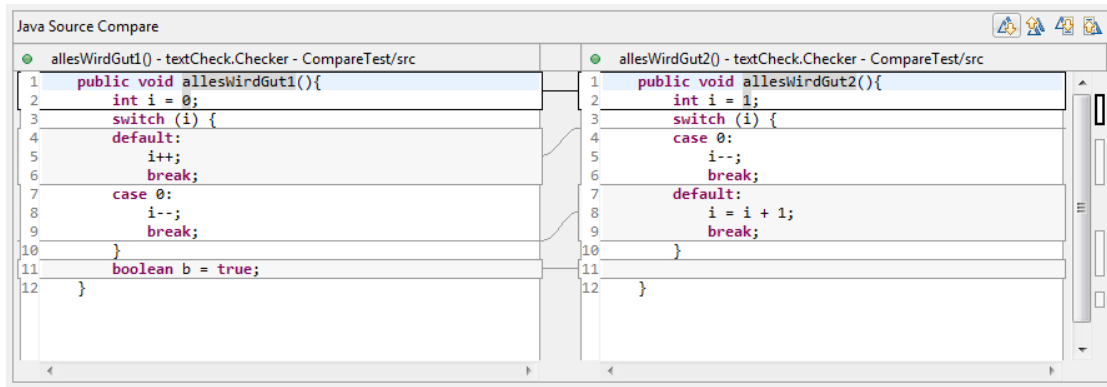 Java Source Compare
allesWirdGut1() - textCheck.Checker - CompareTest/src
1 public void allesWirdGut1(){
2 int i = 0;
3 switch (i) {
4 default:
5 i++;
6 break;
7 case 0:
8 i--;
9 break;
10 }
11 boolean b = true;
12 }
allesWirdGut2() - textCheck.Checker - CompareTest/src
1 public void allesWirdGut2(){
2 int i = 1;
3 switch (i) {
4 case 0:
5 i--;
6 break;
7 default:
8 i = i + 1;
9 break;
10 }
11
12 }